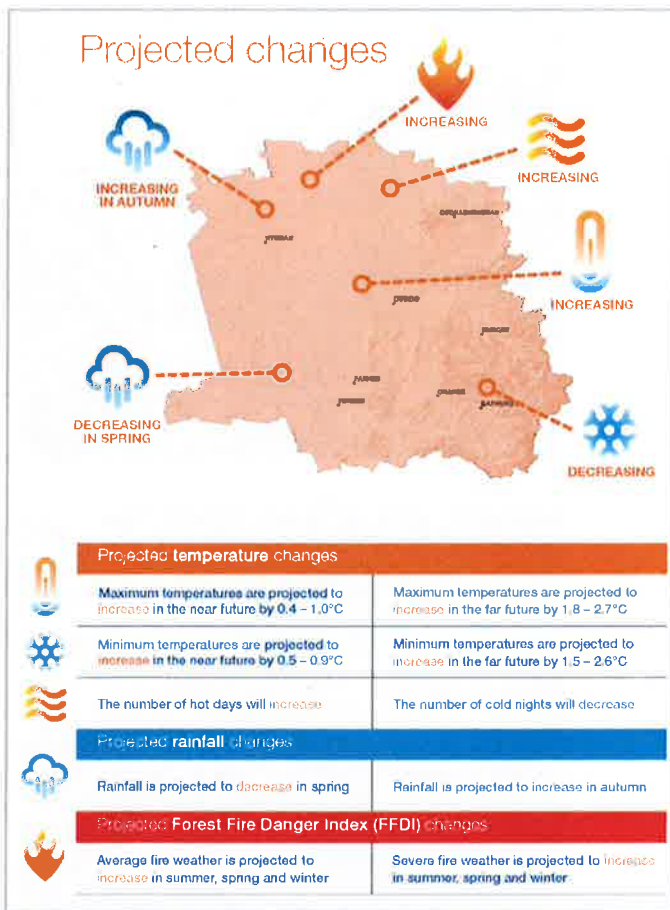 Projected changes
INCREASING
INCREASING
IN AUTUMN
INCREASING
INCREASING
DECREASING
IN SPRING
DECREASING
DUBBO
MUDGEE
PARKES
FORBES
ORANGE
BATHURST
Projected temperature changes
Maximum temperatures are projected to
increase in the near future by 0.4 – 1.0°C
Maximum temperatures are projected to
increase in the far future by 1.8 – 2.7°C
Minimum temperatures are projected to
increase in the near future by 0.5 – 0.9°C
Minimum temperatures are projected to
increase in the far future by 1.5 – 2.6°C
The number of hot days will increase
The number of cold nights will decrease
Projected rainfall changes
Rainfall is projected to decrease in spring
Rainfall is projected to increase in autumn
Projected Forest Fire Danger Index (FFDI) changes
Average fire weather is projected to
increase in summer, spring and winter
Severe fire weather is projected to increase
in summer, spring and winter